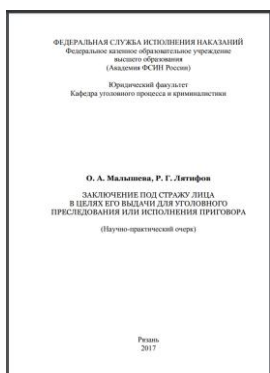 ФЕДЕРАЛЬНАЯ СЛУЖБА ИСПОЛНЕНИЯ НАКАЗАНИЙ
Федеральное казенное образовательное учреждение
высшего образования
(Академия ФСИН России)
Юридический факультет
Кафедра уголовного процесса и криминалистики
О. А. Малышева, Р. Г. Лятифов
ЗАКЛЮЧЕНИЕ ПОД СТРАЖУ ЛИЦА
В ЦЕЛЯХ ЕГО ВЫДАЧИ ДЛЯ УГОЛОВНОГО
ПРЕСЛЕДОВАНИЯ ИЛИ ИСПОЛНЕНИЯ ПРИГОВОРА
(Научно-практический очерк)
Рязань
2017